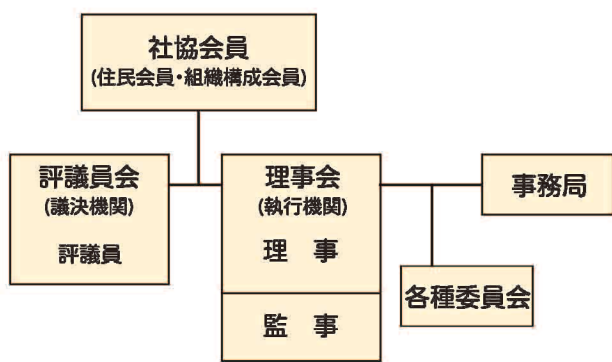 社協会員
(住民会員・組織構成会員)
評議員会
(議決機関)
評議員
理事会
(執行機関)
理　事
監　事
事務局
各種委員会